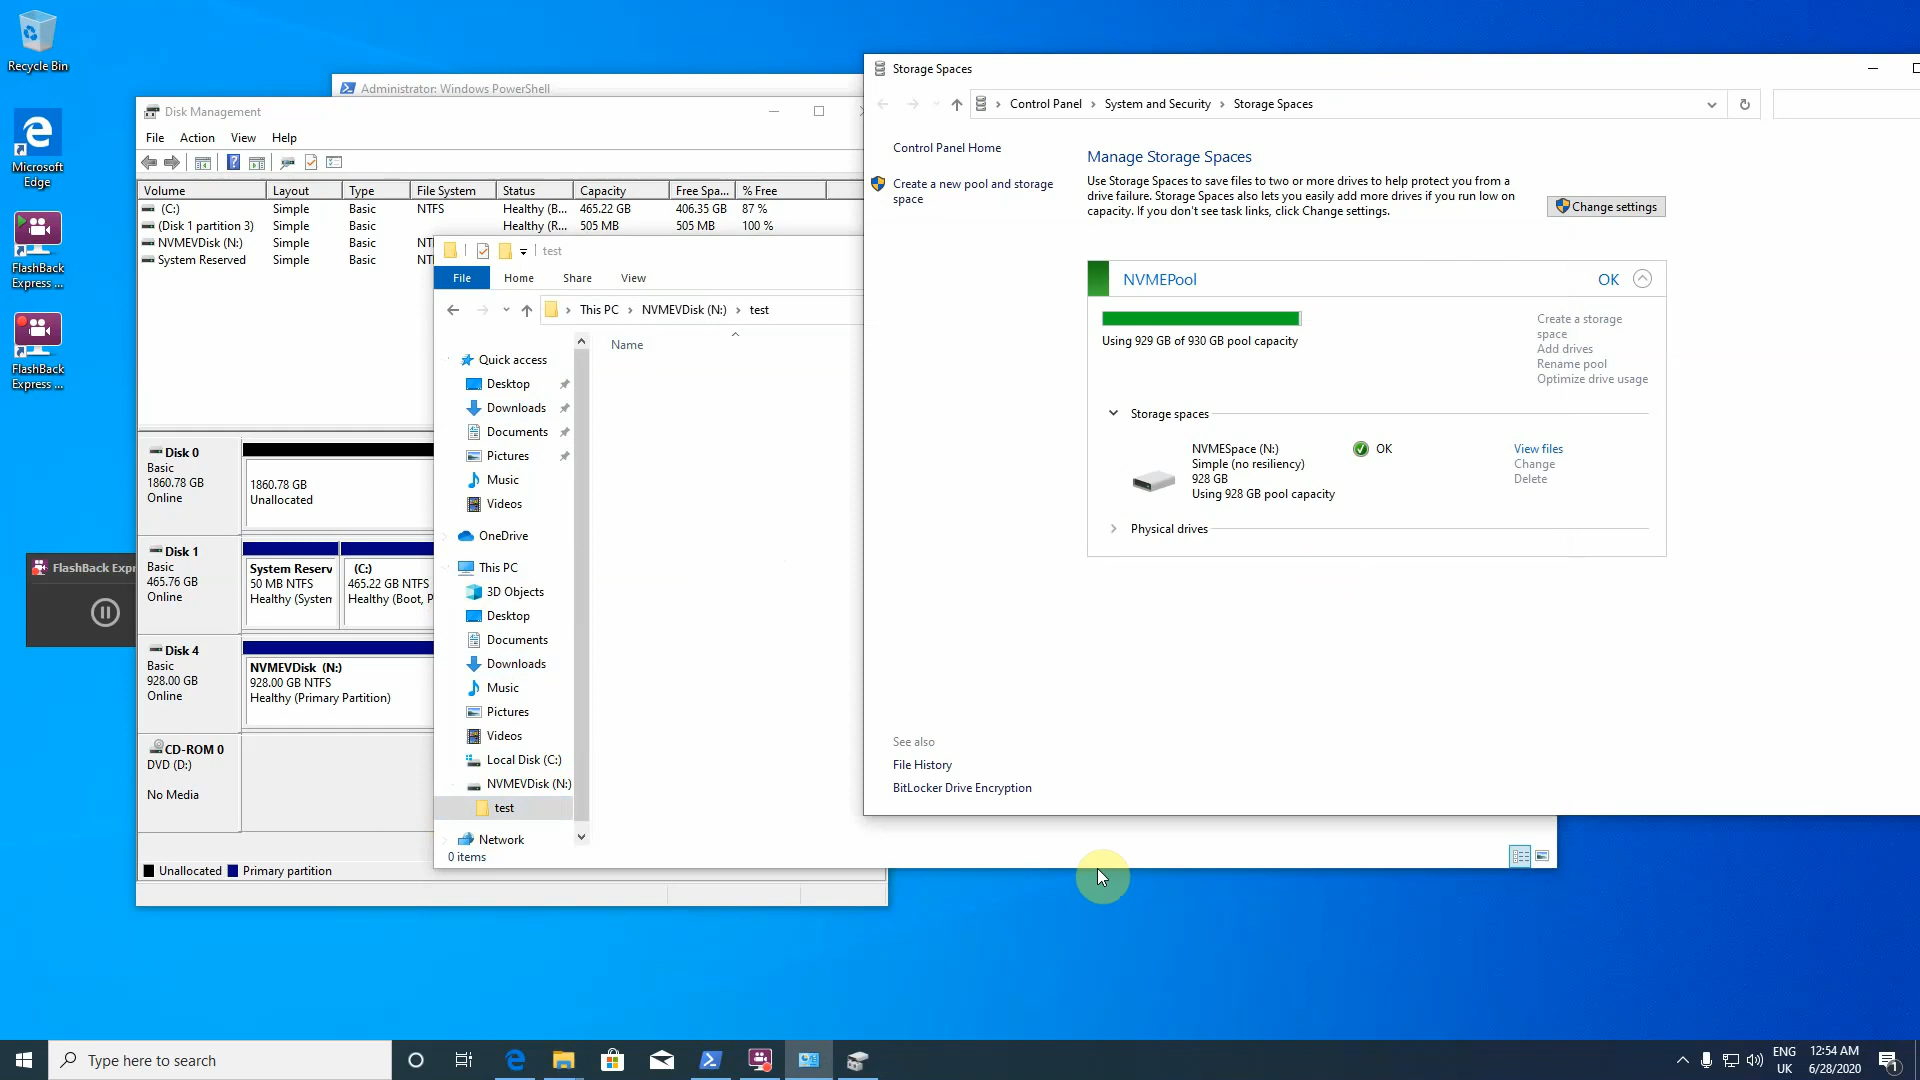 Recycle Bin
Microsoft
Edge
FlashBack
Express ...
FlashBack
Express ...
Administrator: Windows PowerShell
Disk Management
File Action View Help
Volume Layout Type File System Status Capacity Free Spa... % Free
(C:) Simple Basic NTFS Healthy (B... 465.22 GB 406.35 GB 87 %
(Disk 1 partition 3) Simple Basic Healthy (R... 505 MB 505 MB 100 %
NVMEVDisk (N:) Simple Basic
System Reserved Simple Basic
Disk 0
Basic
1860.78 GB
Online
1860.78 GB
Unallocated
Disk 1
Basic
465.76 GB
Online
System Reserv
50 MB NTFS
Healthy (System
(C:)
465.22 GB NTFS
Healthy (Boot, P
Disk 4
Basic
928.00 GB
Online
NVMEVDisk (N:)
928.00 GB NTFS
Healthy (Primary Partition)
CD-ROM 0
DVD (D:)
No Media
Unallocated Primary partition
FlashBack Expr
test
File Home Share View
This PC › NVMEVDisk (N:) › test
Name
Quick access
Desktop
Downloads
Documents
Pictures
Music
Videos
OneDrive
This PC
3D Objects
Desktop
Documents
Downloads
Music
Pictures
Videos
Local Disk (C:)
NVMEVDisk (N:)
test
Network
0 items
Storage Spaces
Control Panel › System and Security › Storage Spaces
Control Panel Home
Create a new pool and storage
space
Manage Storage Spaces
Use Storage Spaces to save files to two or more drives to help protect you from a
drive failure. Storage Spaces also lets you easily add more drives if you run low on
capacity. If you don't see task links, click Change settings.
Change settings
NVMEPool OK
Using 929 GB of 930 GB pool capacity
Create a storage
space
Add drives
Rename pool
Optimize drive usage
Storage spaces
NVMESpace (N:)
Simple (no resiliency)
928 GB
Using 928 GB pool capacity
OK
View files
Change
Delete
Physical drives
See also
File History
BitLocker Drive Encryption
Type here to search
ENG
UK
12:54 AM
6/28/2020
1